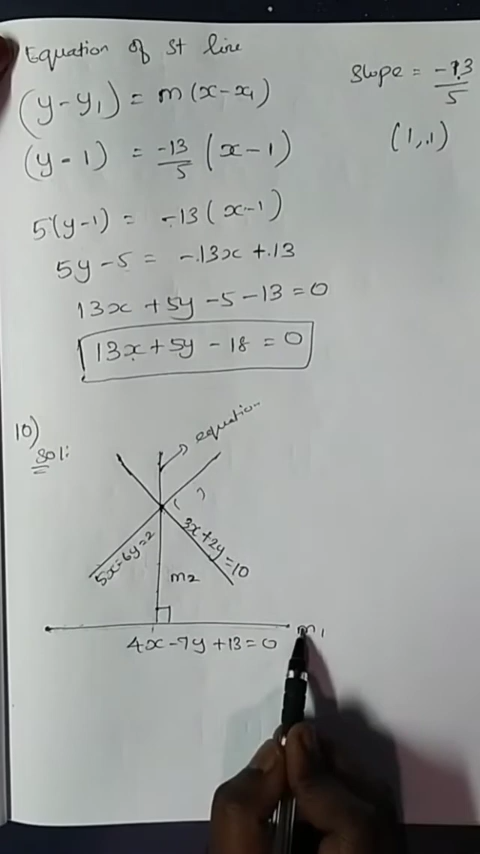 Equation of st line
(y-y₁) = m(x-x₁)
Slope = -13/5
(y-1) = -13/5 (x-1)
(1,1)
5(y-1) = -13(x-1)
5y-5 = -13x+13
13x+5y-5-13=0
13x+5y-18=0
10)
Sol:
equation..
( )
5x-6y=2
3x+2y=10
m₂
4x-7y+13=0
m₁